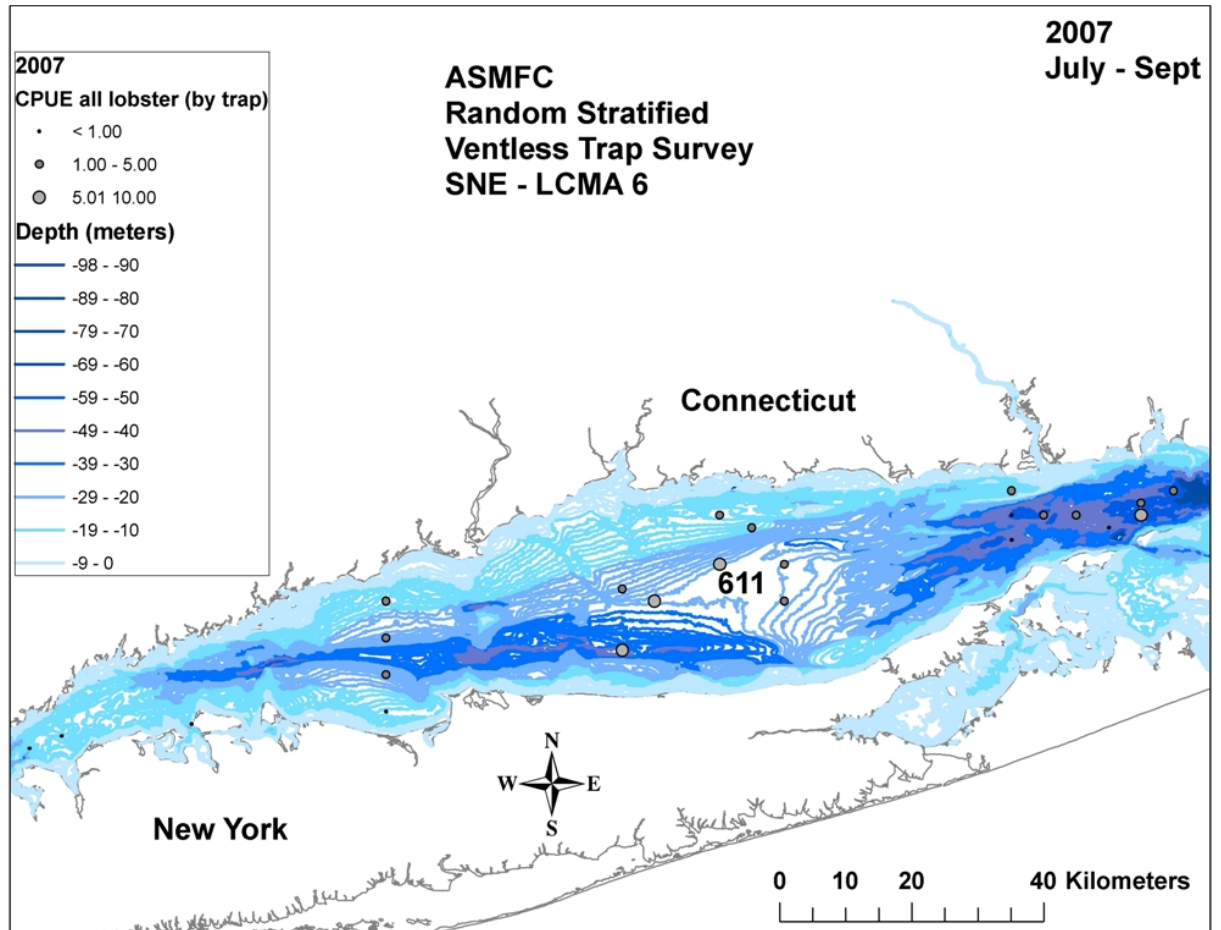 2007
July - Sept
ASMFC
Random Stratified
Ventless Trap Survey
SNE - LCMA 6
2007
CPUE all lobster (by trap)
< 1.00
1.00 - 5.00
5.01 10.00
Depth (meters)
-98 - -90
-89 - -80
-79 - -70
-69 - -60
-59 - -50
-49 - -40
-39 - -30
-29 - -20
-19 - -10
-9 - 0
Connecticut
611
New York
N
W E
S
0 10 20 40 Kilometers